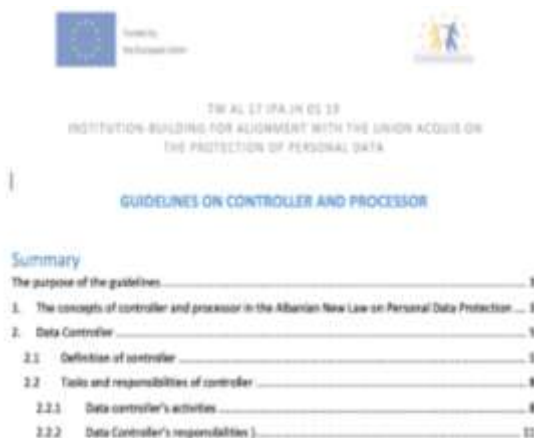 Funded by
the European Union
TW AL 17 IPA JH 01 19
INSTITUTION-BUILDING FOR ALIGNMENT WITH THE UNION ACQUIS ON
THE PROTECTION OF PERSONAL DATA
GUIDELINES ON CONTROLLER AND PROCESSOR
Summary
The purpose of the guidelines
1. The concepts of controller and processor in the Albanian New Law on Personal Data Protection
2. Data Controller
2.1 Definition of controller
2.2 Tasks and responsibilities of controller
2.2.1 Data controller's activities
2.2.2 Data Controller's responsibilities 11